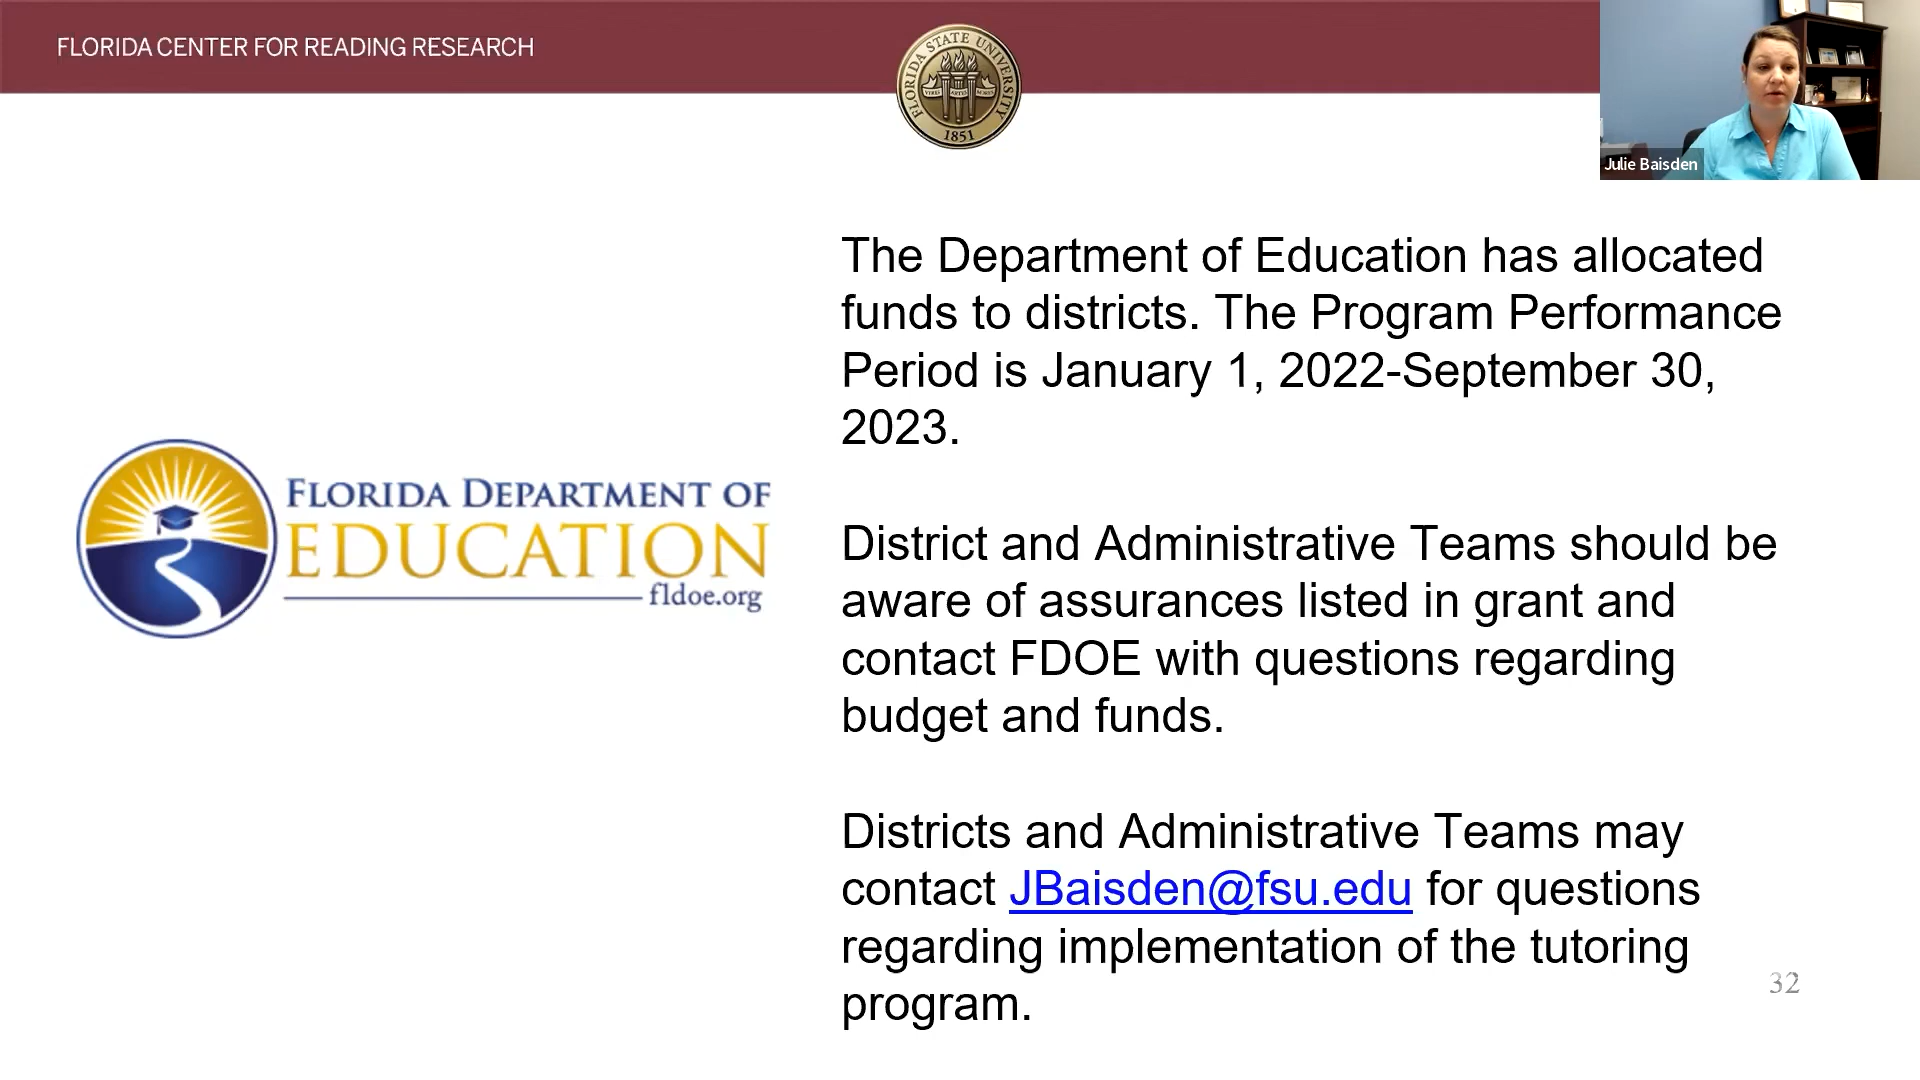 FLORIDA CENTER FOR READING RESEARCH
FLORIDA STATE UNIVERSITY
VIRES ARTES MORES
1851
Julie Baisden
The Department of Education has allocated
funds to districts. The Program Performance
Period is January 1, 2022-September 30,
2023.
FLORIDA DEPARTMENT OF
EDUCATION
fldoe.org
District and Administrative Teams should be
aware of assurances listed in grant and
contact FDOE with questions regarding
budget and funds.
Districts and Administrative Teams may
contact JBaisden@fsu.edu for questions
regarding implementation of the tutoring
program.
32